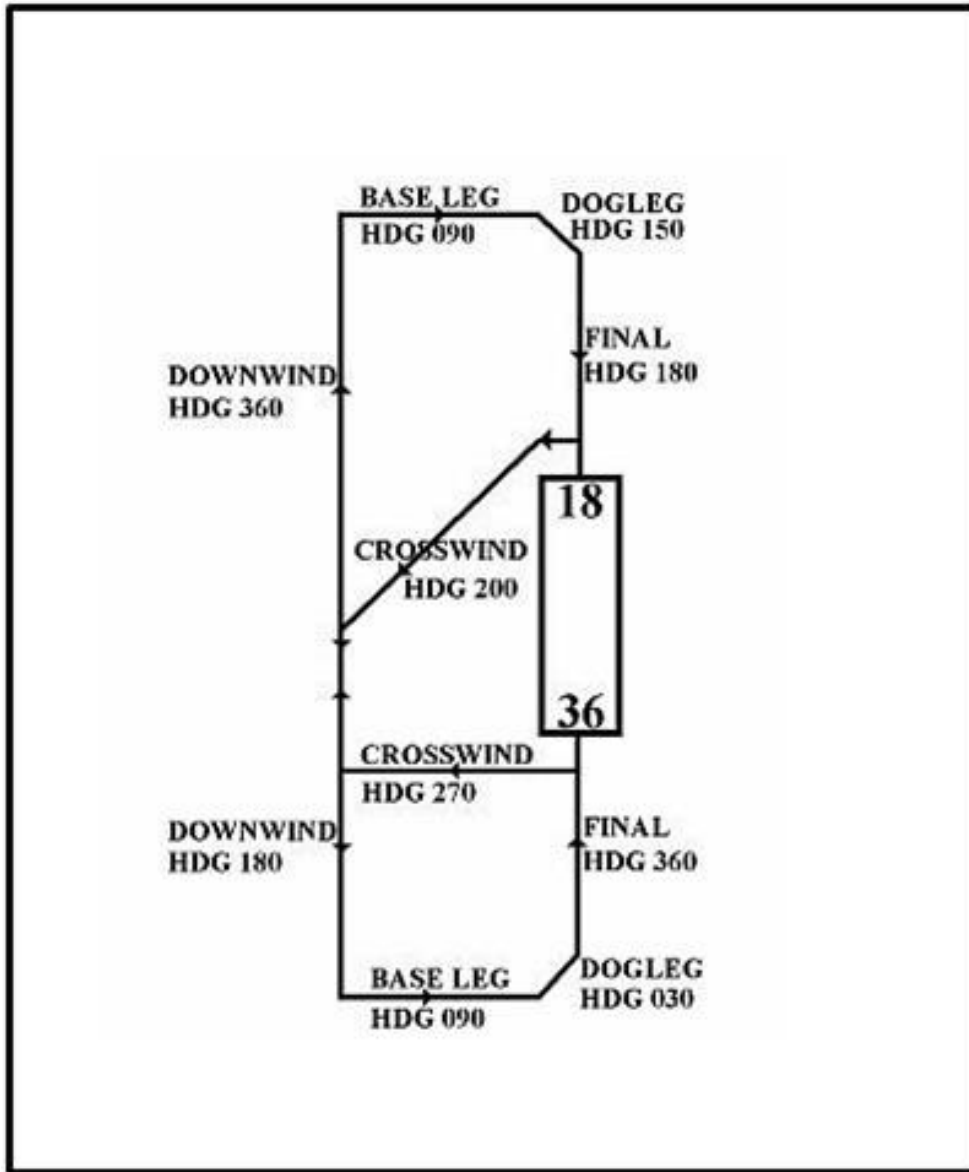 BASE LEG
HDG 090
DOGLEG
HDG 150
FINAL
HDG 180
DOWNWIND
HDG 360
18
CROSSWIND
HDG 200
36
CROSSWIND
HDG 270
DOWNWIND
HDG 180
FINAL
HDG 360
BASE LEG
HDG 090
DOGLEG
HDG 030